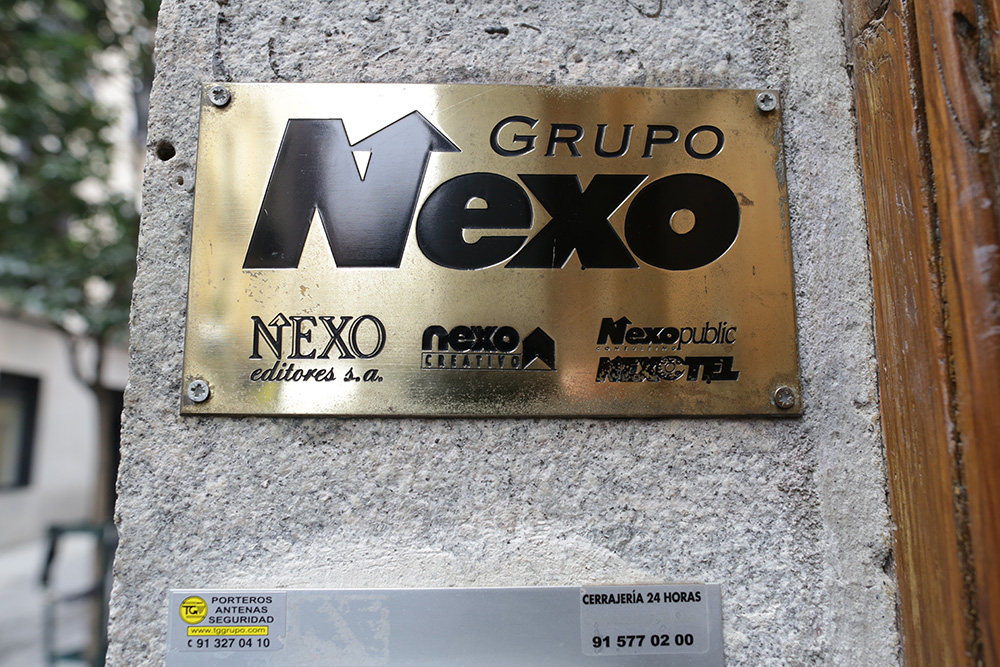 GRUPO
Nexo
NEXO
editores s.a.
nexo
CREATIVO
Nexopublic
CONSULTING
NEXOTEL
TG
PORTEROS
ANTENAS
SEGURIDAD
www.tggrupo.com
91 327 04 10
CERRAJERÍA 24 HORAS
91 577 02 00